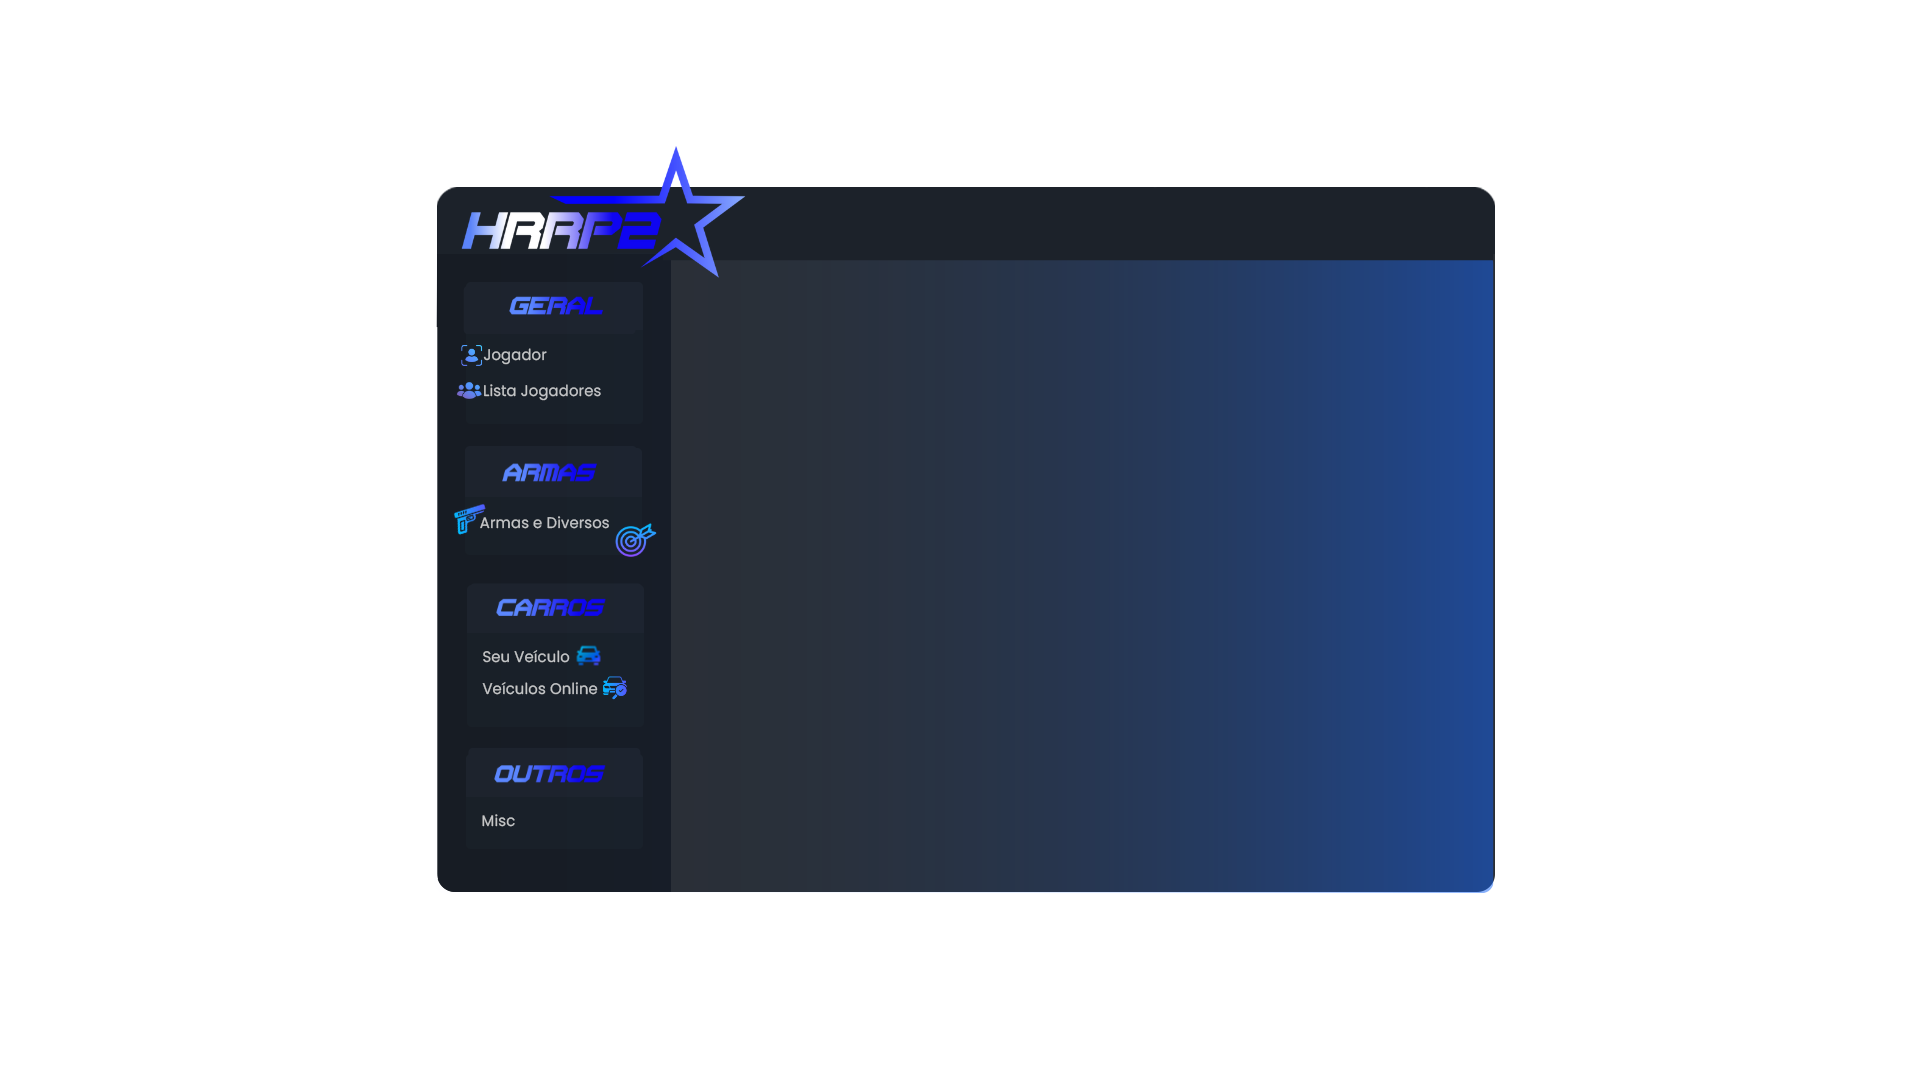 HRRP2
GERAL
Jogador
Lista Jogadores
ARMAS
Armas e Diversos
CARROS
Seu Veículo
Veículos Online
OUTROS
Misc